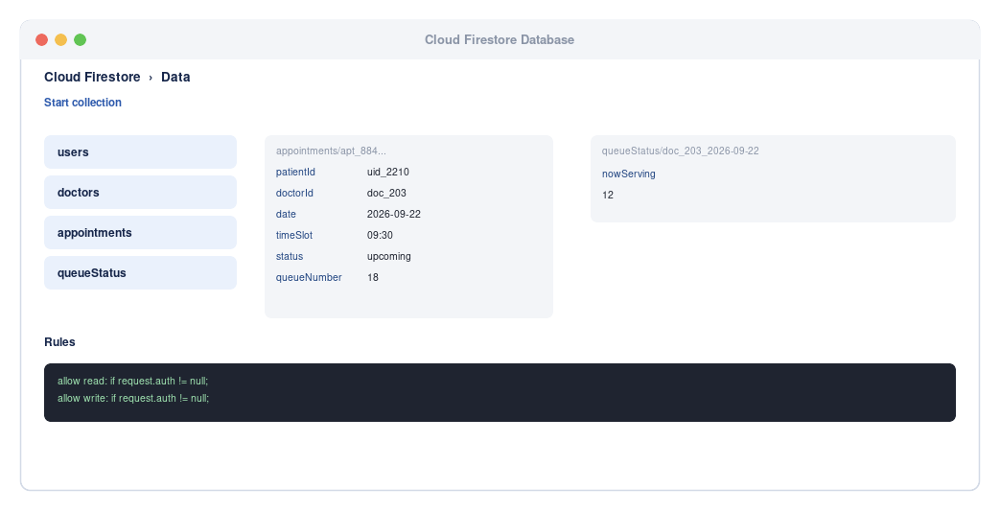 Cloud Firestore Database
Cloud Firestore › Data
Start collection
users
doctors
appointments
queueStatus
appointments/apt_884...
patientId uid_2210
doctorId doc_203
date 2026-09-22
timeSlot 09:30
status upcoming
queueNumber 18
queueStatus/doc_203_2026-09-22
nowServing
12
Rules
allow read: if request.auth != null;
allow write: if request.auth != null;